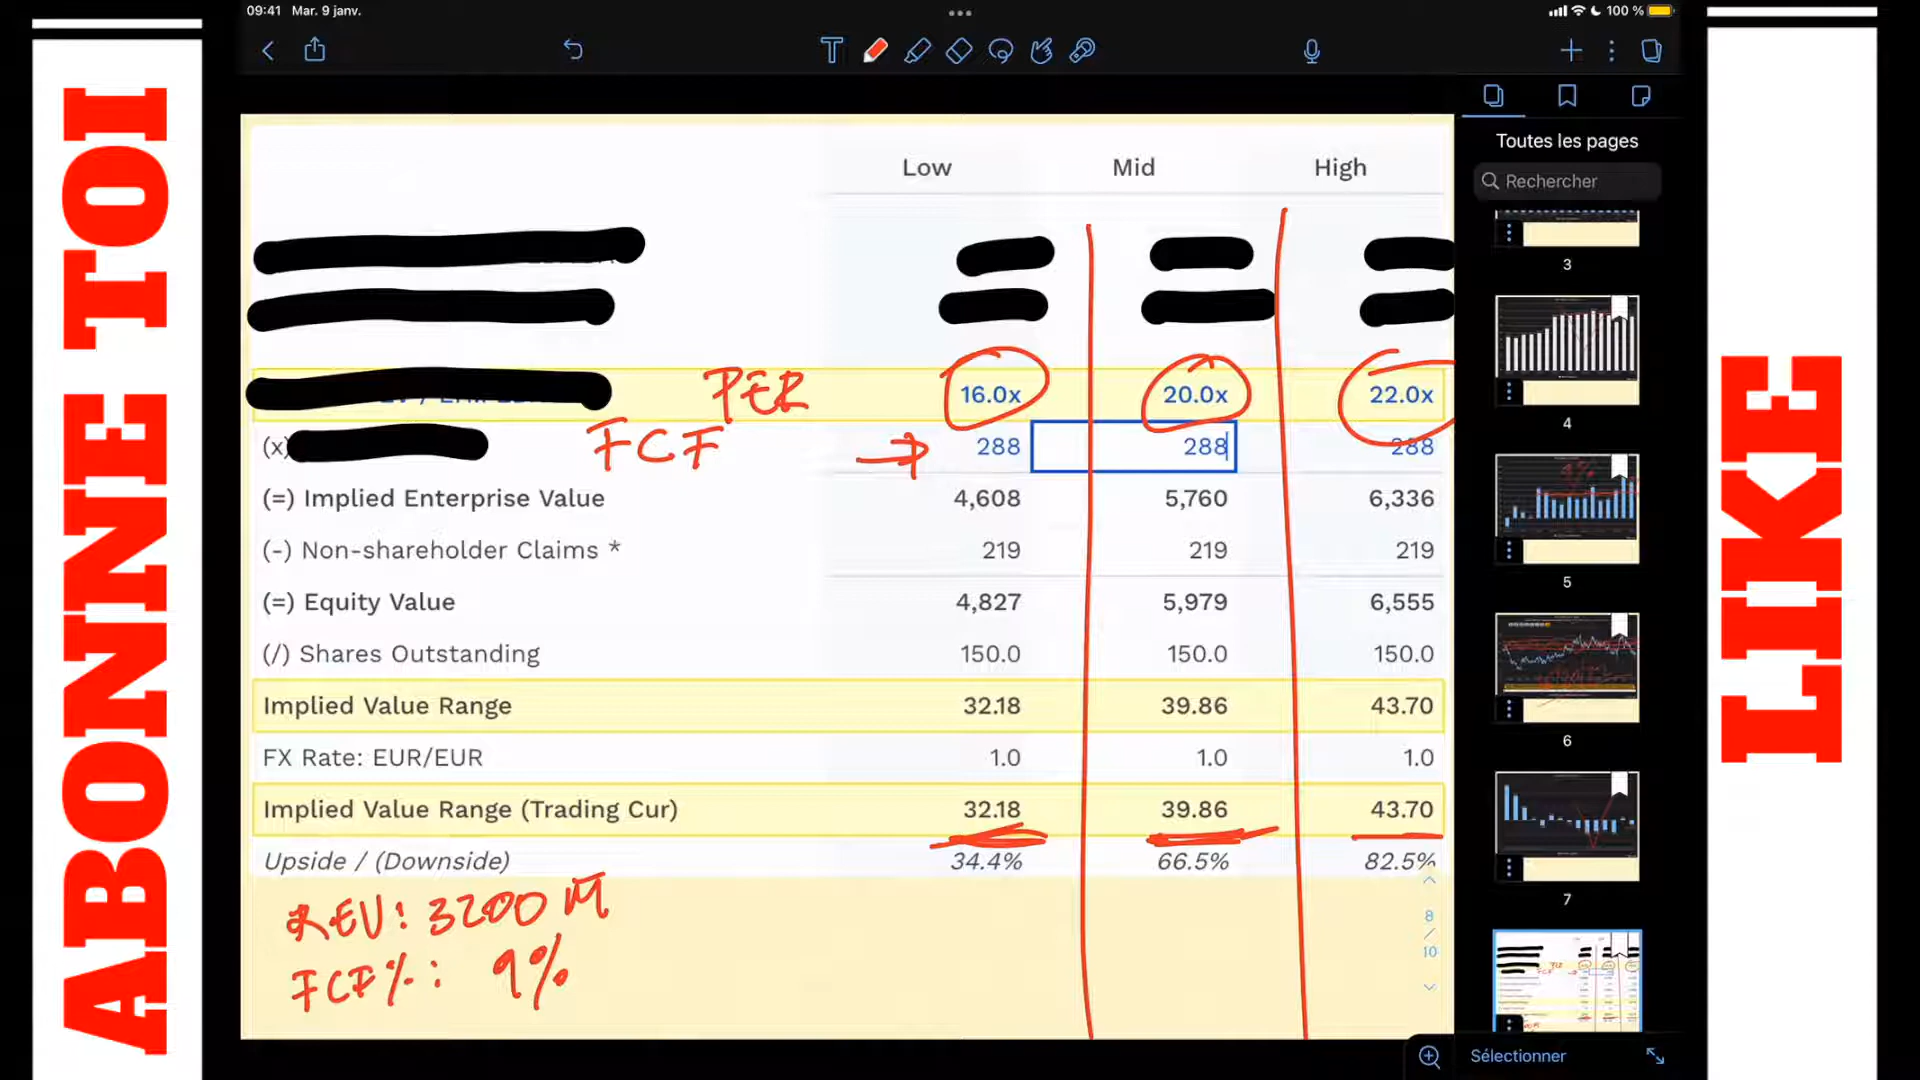 09:41 Mar. 9 janv.
100 %
Toutes les pages
Rechercher
ABONNE TOI
LIKE
Low Mid High
PER 16.0x 20.0x 22.0x
(x) FCF 288 288 288
(=) Implied Enterprise Value 4,608 5,760 6,336
(-) Non-shareholder Claims * 219 219 219
(=) Equity Value 4,827 5,979 6,555
(/) Shares Outstanding 150.0 150.0 150.0
Implied Value Range 32.18 39.86 43.70
FX Rate: EUR/EUR 1.0 1.0 1.0
Implied Value Range (Trading Cur) 32.18 39.86 43.70
Upside / (Downside) 34.4% 66.5% 82.5%
REV: 3200 M
FCF%: 9%
8
/
10
3
4
5
6
7
Sélectionner